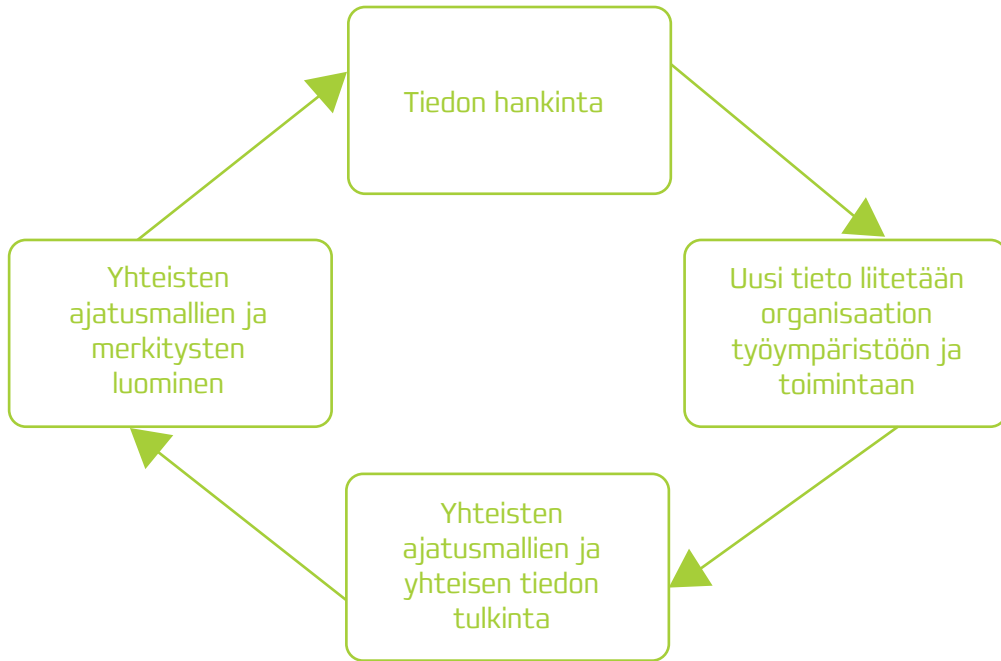 Tiedon hankinta
Uusi tieto liitetään
organisaation
työympäristöön ja
toimintaan
Yhteisten
ajatusmallien ja
yhteisen tiedon
tulkinta
Yhteisten
ajatusmallien ja
merkitysten
luominen